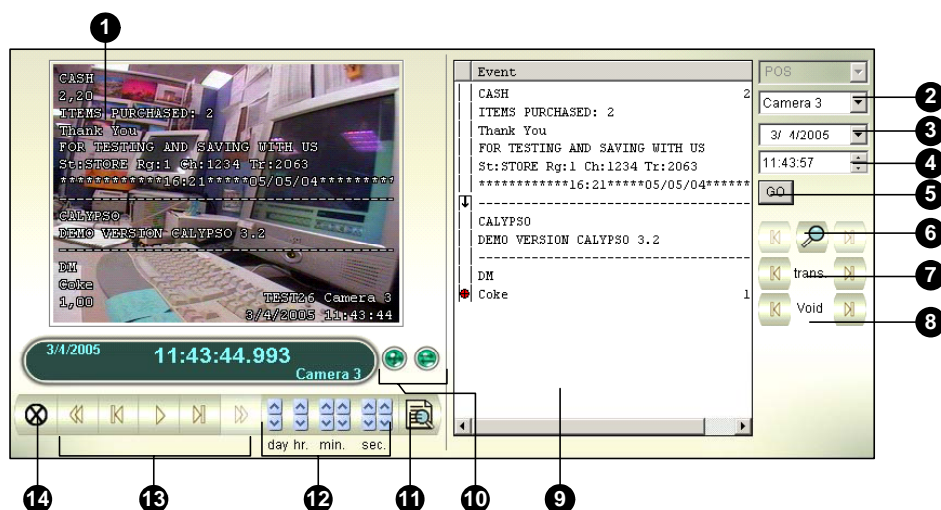 1
CASH
2,20
ITEMS PURCHASED: 2
Thank You
FOR TESTING AND SAVING WITH US
St:STORE Rg:1 Ch:1234 Tr:2063
************16:21*****05/05/04**********
CALYPSO
DEMO VERSION CALYPSO 3.2
DM
Coke
1,00
TEST26 Camera 3
3/4/2005 11:43:44
3/4/2005
11:43:44.993
Camera 3
day hr. min. sec.
Event
CASH 2
ITEMS PURCHASED: 2
Thank You
FOR TESTING AND SAVING WITH US
St:STORE Rg:1 Ch:1234 Tr:2063
************16:21*****05/05/04******
--------------------------------
CALYPSO
DEMO VERSION CALYPSO 3.2
--------------------------------
DM
Coke 1
POS
Camera 3
3/ 4/2005
11:43:57
GO
trans.
Void
2
3
4
5
6
7
8
14
13
12
11
10
9